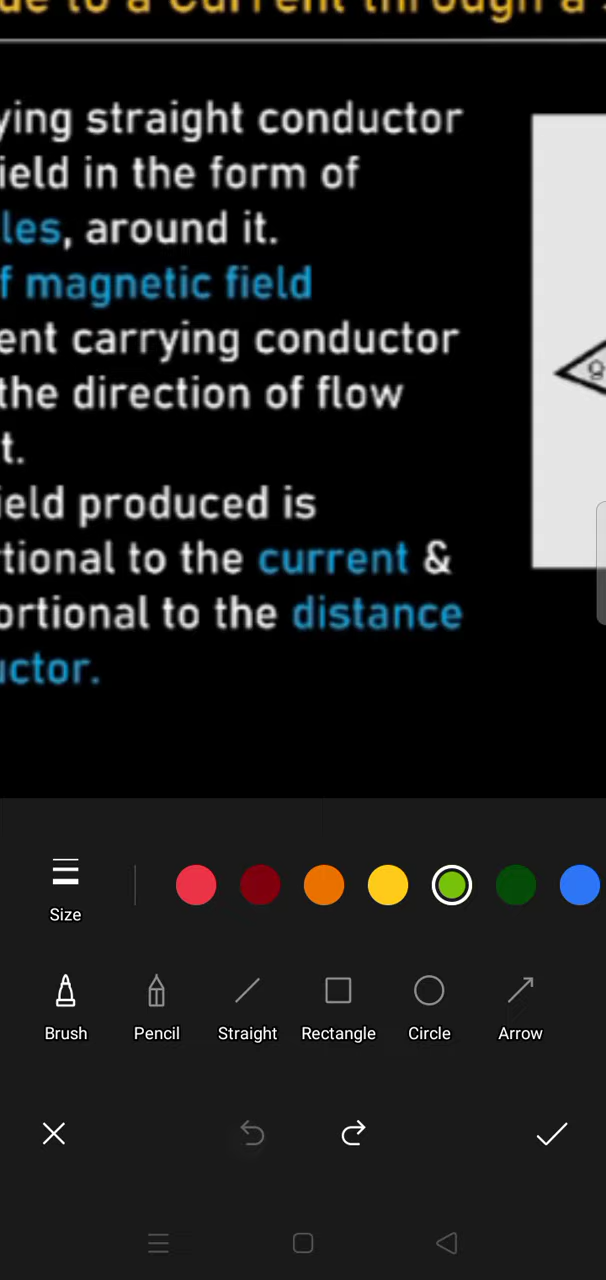 ying straight conductor
ield in the form of
les, around it.
f magnetic field
ent carrying conductor
the direction of flow
t.
ield produced is
tional to the current &
ortional to the distance
uctor.
Size
Brush Pencil Straight Rectangle Circle Arrow